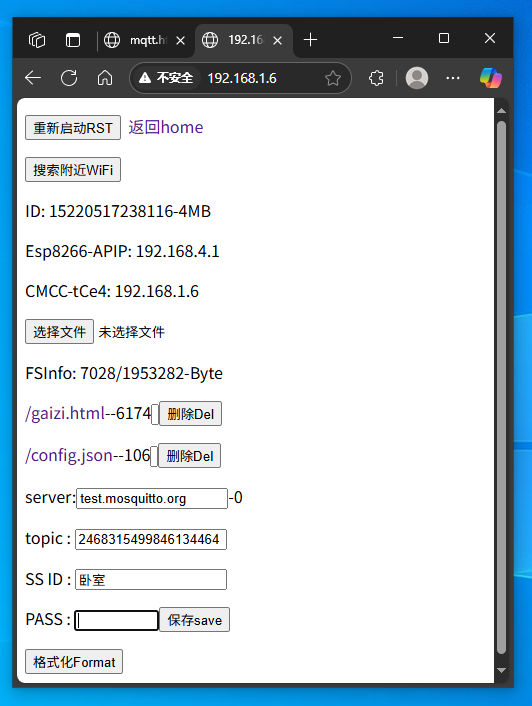 mqtt.h
192.16
不安全 192.168.1.6
重新启动RST 返回home
搜索附近WiFi
ID: 15220517238116-4MB
Esp8266-APIP: 192.168.4.1
CMCC-tCe4: 192.168.1.6
选择文件 未选择文件
FSInfo: 7028/1953282-Byte
/gaizi.html--6174 删除Del
/config.json--106 删除Del
server: test.mosquitto.org -0
topic : 2468315499846134464
SS ID : 卧室
PASS : 保存save
格式化Format